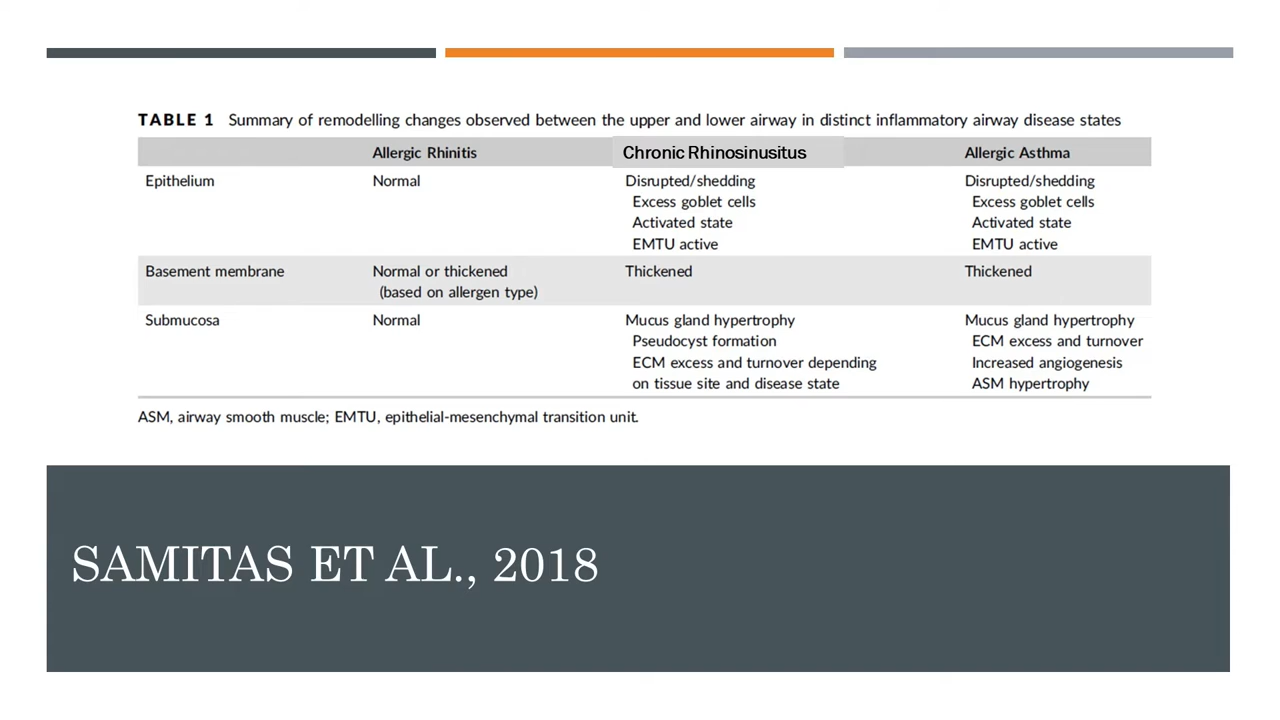 TABLE 1 Summary of remodelling changes observed between the upper and lower airway in distinct inflammatory airway disease states
Allergic Rhinitis Chronic Rhinosinusitus Allergic Asthma
Epithelium Normal Disrupted/shedding Disrupted/shedding
Excess goblet cells Excess goblet cells
Activated state Activated state
EMTU active EMTU active
Basement membrane Normal or thickened Thickened Thickened
(based on allergen type)
Submucosa Normal Mucus gland hypertrophy Mucus gland hypertrophy
Pseudocyst formation ECM excess and turnover
ECM excess and turnover depending Increased angiogenesis
on tissue site and disease state ASM hypertrophy
ASM, airway smooth muscle; EMTU, epithelial-mesenchymal transition unit.
SAMITAS ET AL., 2018